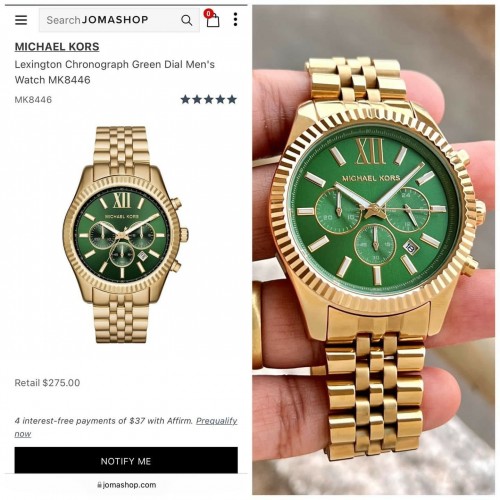 Search JOMASHOP
0
MICHAEL KORS
Lexington Chronograph Green Dial Men's
Watch MK8446
MK8446
XII
MICHAEL KORS
Retail $275.00
4 interest-free payments of $37 with Affirm. Prequalify
now
NOTIFY ME
jomashop.com
XII
MICHAEL KORS